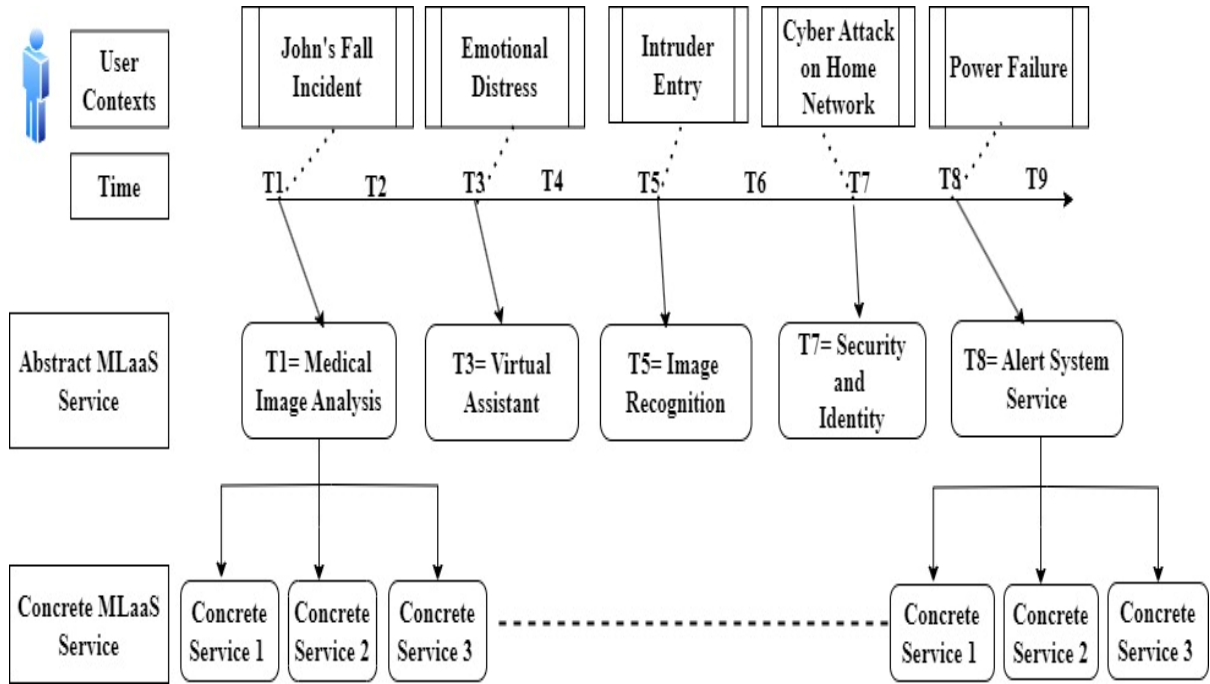 User
Contexts
John's Fall
Incident
Emotional
Distress
Intruder
Entry
Cyber Attack
on Home
Network
Power Failure
Time
T1
T2
T3
T4
T5
T6
T7
T8
T9
Abstract MLaaS
Service
T1= Medical
Image Analysis
T3= Virtual
Assistant
T5= Image
Recognition
T7= Security
and
Identity
T8= Alert System
Service
Concrete MLaaS
Service
Concrete
Service 1
Concrete
Service 2
Concrete
Service 3
Concrete
Service 1
Concrete
Service 2
Concrete
Service 3